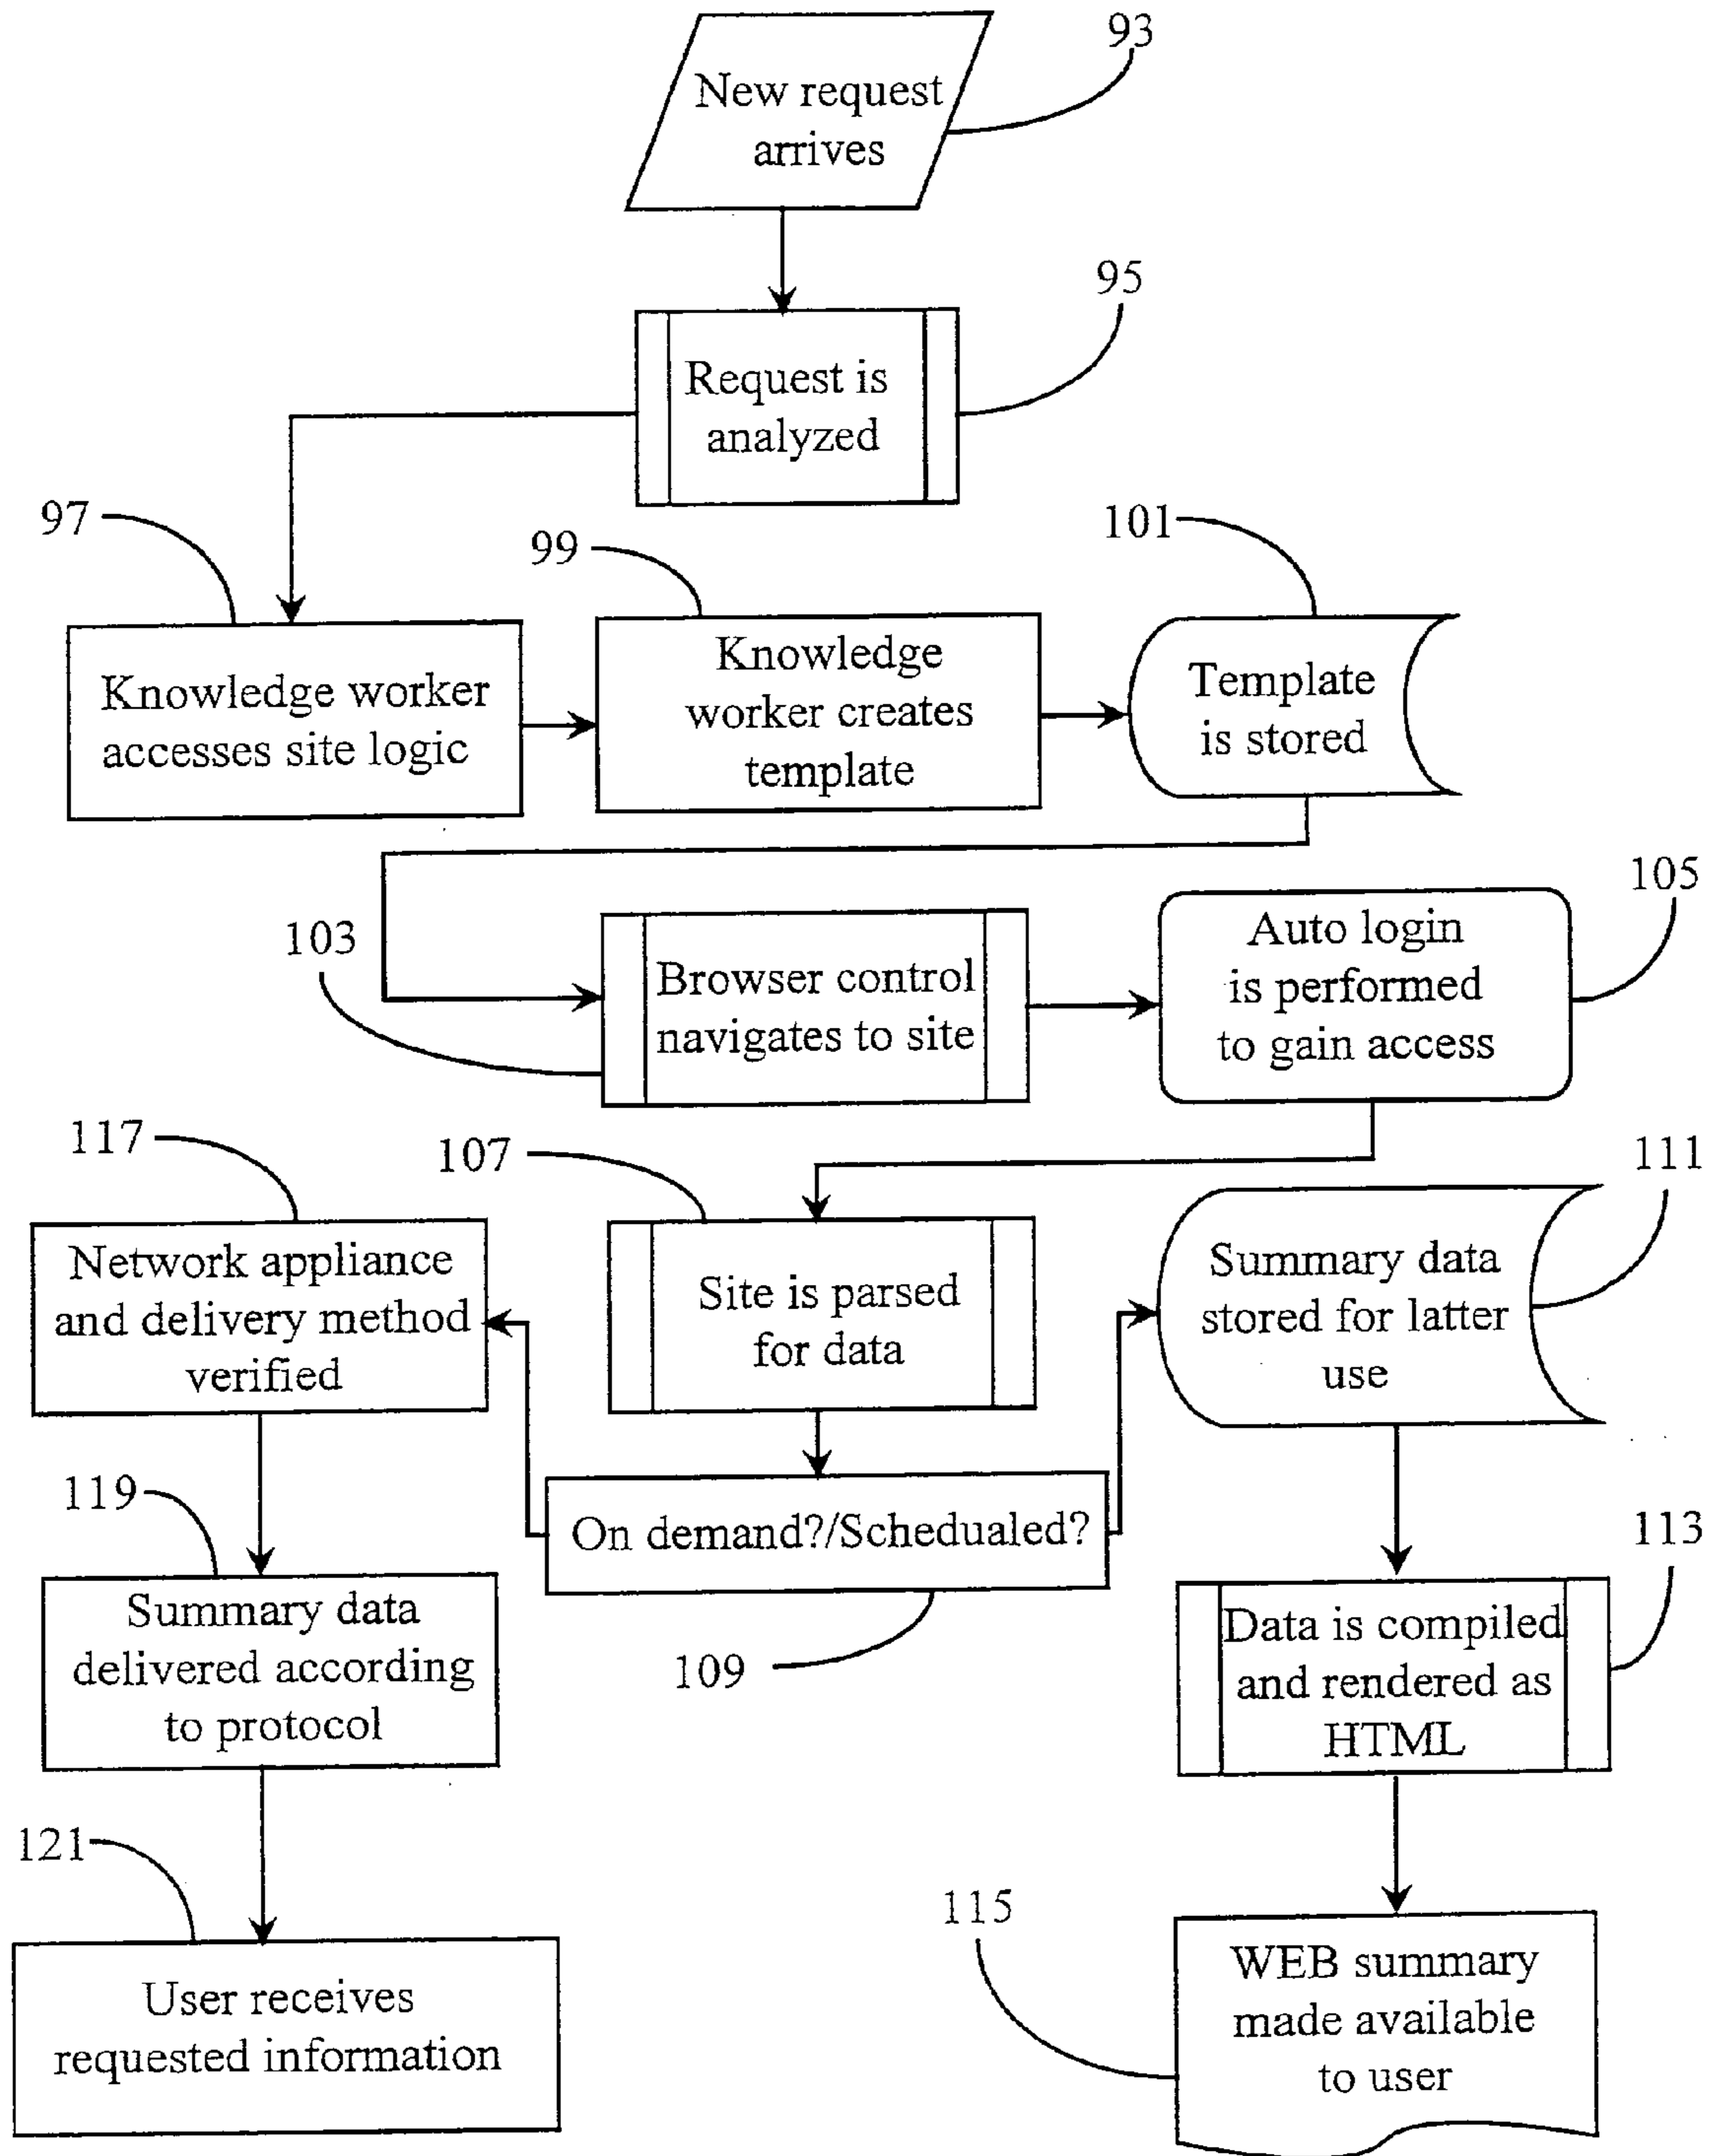 93
New request
arrives
95
Request is
analyzed
97
99
101
Knowledge worker
accesses site logic
Knowledge
worker creates
template
Template
is stored
103
105
Browser control
navigates to site
Auto login
is performed
to gain access
117
107
111
Network appliance
and delivery method
verified
Site is parsed
for data
Summary data
stored for latter
use
119
On demand?/Schedualed?
113
Summary data
delivered according
to protocol
109
Data is compiled
and rendered as
HTML
121
115
User receives
requested information
WEB summary
made available
to user